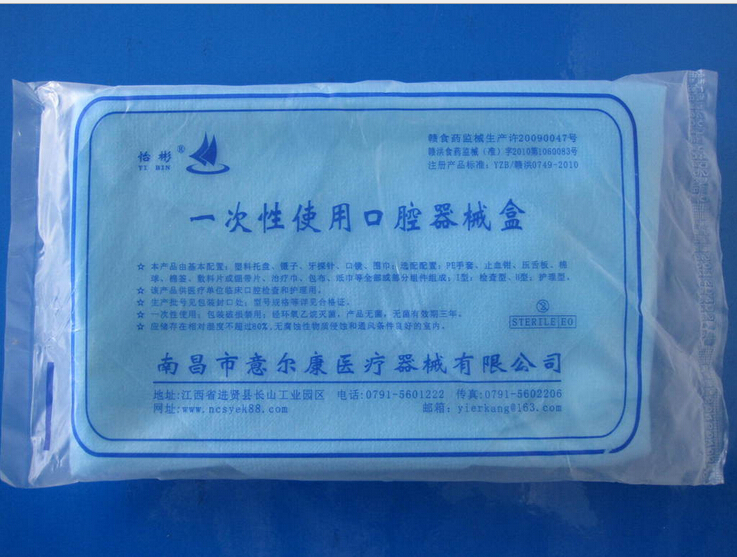 怡彬®
YI BIN
赣食药监械生产许20090047号
赣洪食药监械(准)字2010第1080083号
注册产品标准: YZB/赣洪0749-2010
一次性使用口腔器械盒
☆ 本产品由基本配置: 塑料托盘、镊子、牙探针、口镜、围巾; 选配配置: PE手套、止血钳、压舌板、棉
球、棉签、敷料片或绷带片、治疗巾、包布、纸巾等全部或部分组件组成; I型: 检查型、II型: 护理型。
☆ 该产品供医疗单位临床口腔检查和护理用。
☆ 生产批号见包装封口处; 型号规格等详见合格证。
☆ 一次性使用; 包装破损禁用; 经环氧乙烷灭菌, 产品无菌, 无菌有效期三年。
☆ 应储存在相对湿度不超过80%, 无腐蚀性物质侵蚀和通风条件良好的室内。
STERILE EO
南昌市意尔康医疗器械有限公司
地址:江西省进贤县长山工业园区 电话:0791-5601222 传真:0791-5602206
网址:www.ncsyek88.com 邮箱: yierkang@163.com